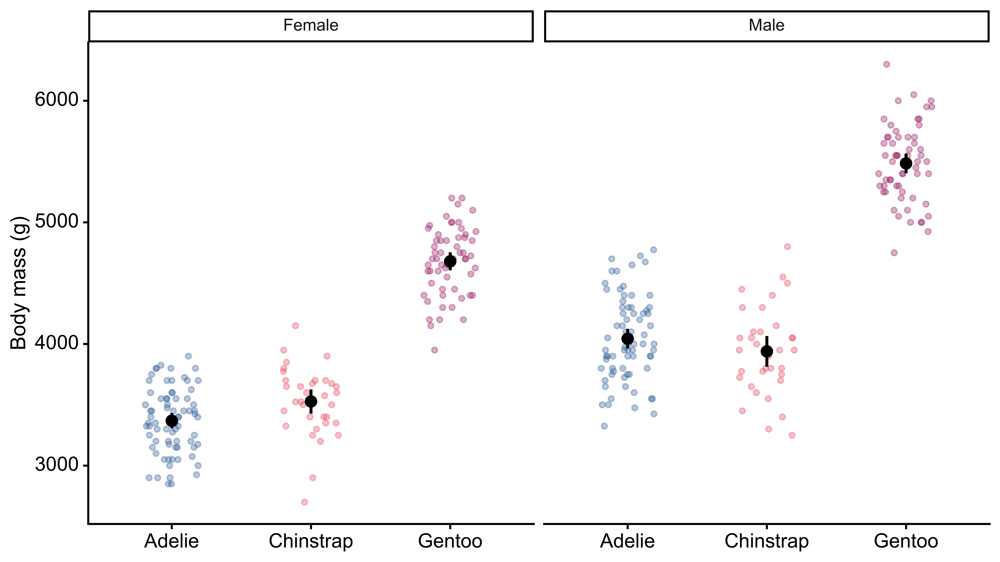 Female
Male
Body mass (g)
6000
5000
4000
3000
Adelie
Chinstrap
Gentoo
Adelie
Chinstrap
Gentoo